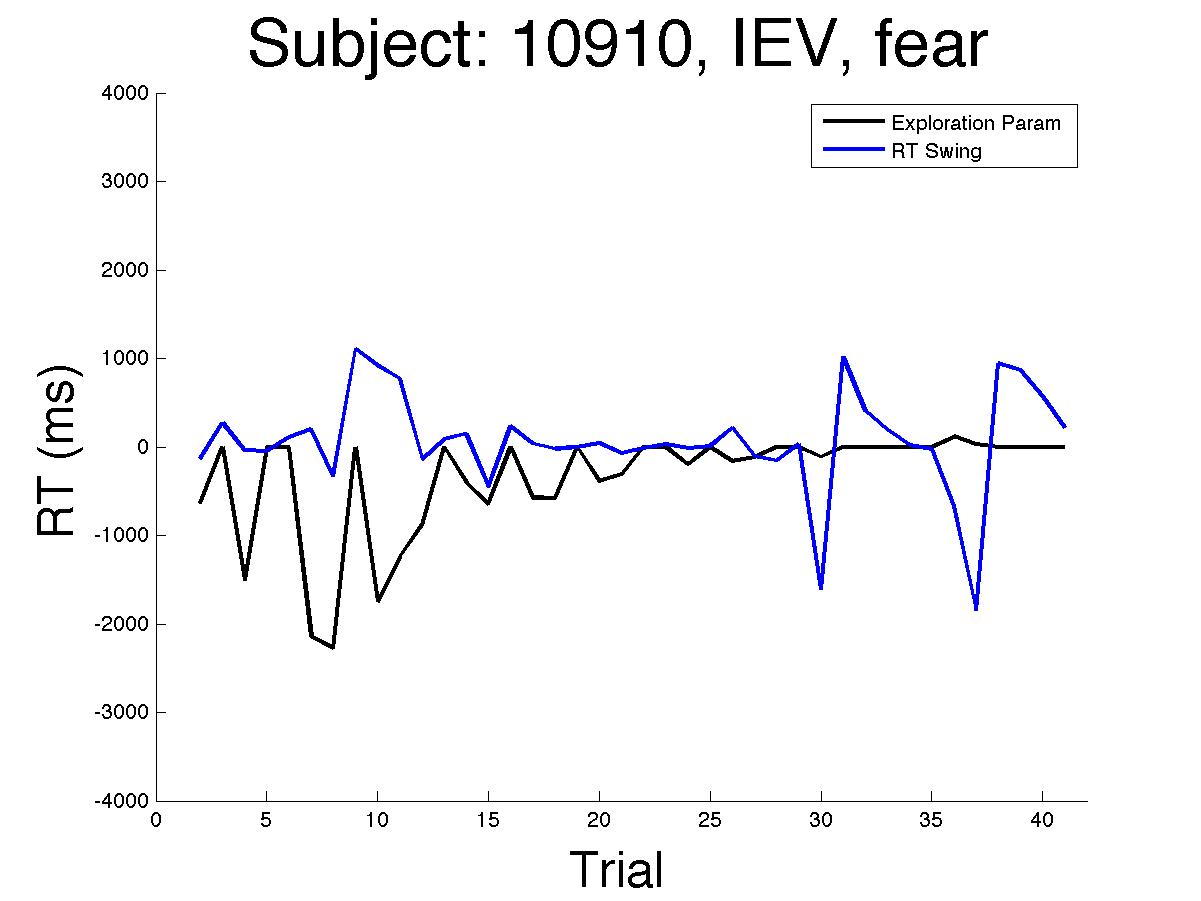 Subject: 10910, IEV, fear
4000
3000
2000
1000
0
-1000
-2000
-3000
-4000
RT (ms)
Exploration Param
RT Swing
0 5 10 15 20 25 30 35 40
Trial